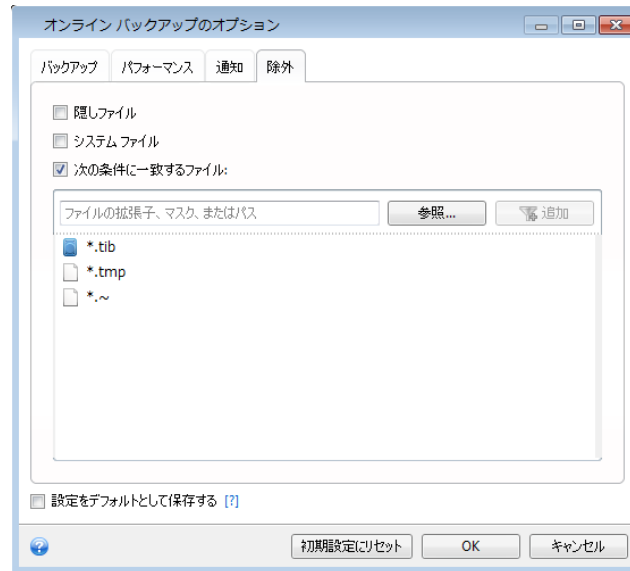 オンライン バックアップのオプション
バックアップ パフォーマンス 通知 除外
隠しファイル
システム ファイル
次の条件に一致するファイル:
ファイルの拡張子、マスク、またはパス 参照... 追加
*.tib
*.tmp
*.~
設定をデフォルトとして保存する [?]
初期設定にリセット OK キャンセル